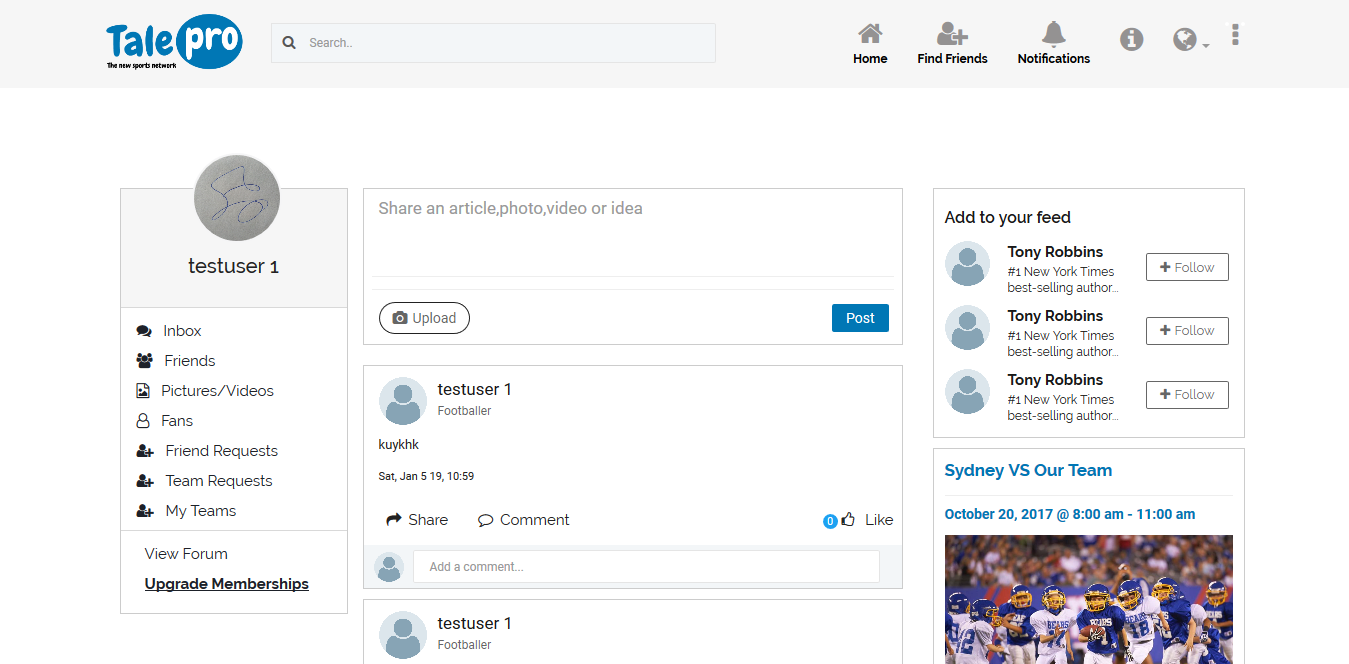 Talepro
The new sports network
Search..
Home
Find Friends
Notifications
testuser 1
Inbox
Friends
Pictures/Videos
Fans
Friend Requests
Team Requests
My Teams
View Forum
Upgrade Memberships
Share an article,photo,video or idea
Upload
Post
testuser 1
Footballer
kuykhk
Sat, Jan 5 19, 10:59
Share
Comment
0
Like
Add a comment...
testuser 1
Footballer
Add to your feed
Tony Robbins
#1 New York Times
best-selling author...
Follow
Tony Robbins
#1 New York Times
best-selling author...
Follow
Tony Robbins
#1 New York Times
best-selling author...
Follow
Sydney VS Our Team
October 20, 2017 @ 8:00 am - 11:00 am
BEARS
BEARS
18